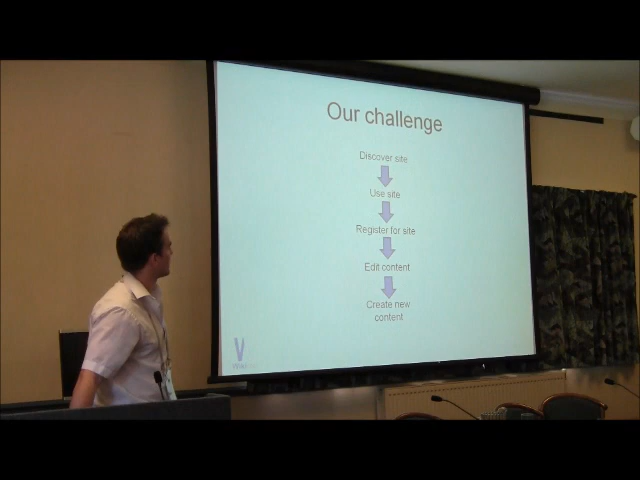 Our challenge
Discover site
Use site
Register for site
Edit content
Create new
content
V